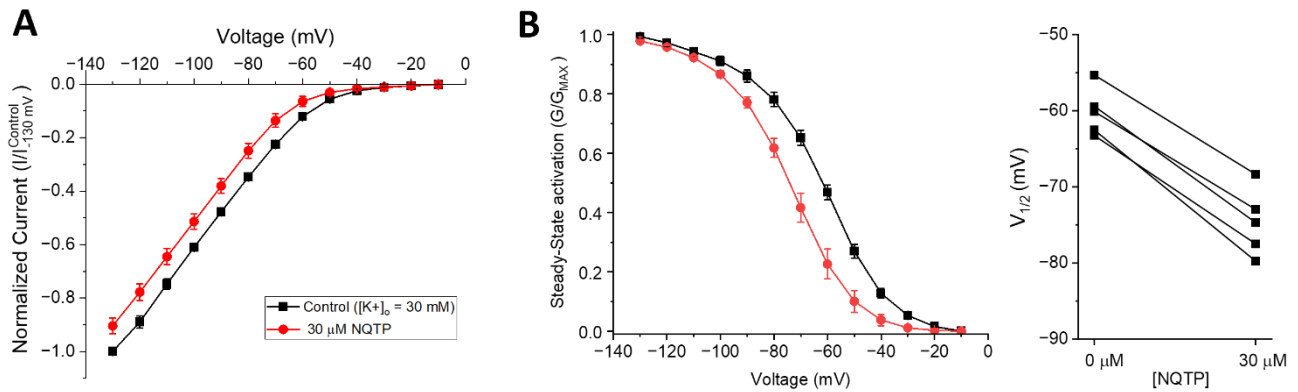 A
Voltage (mV)
−140 −120 −100 −80 −60 −40 −20 0
0.0
−0.2
−0.4
−0.6
−0.8
−1.0
Normalized Current (I/I Control -130 mV)
Control ([K+]o = 30 mM)
30 μM NQTP
B
1.0
0.8
0.6
0.4
0.2
0.0
Steady-State activation (G/GMAX)
−140 −120 −100 −80 −60 −40 −20 0
Voltage (mV)
−50
−60
−70
−80
−90
V1/2 (mV)
0 μM 30 μM
[NQTP]